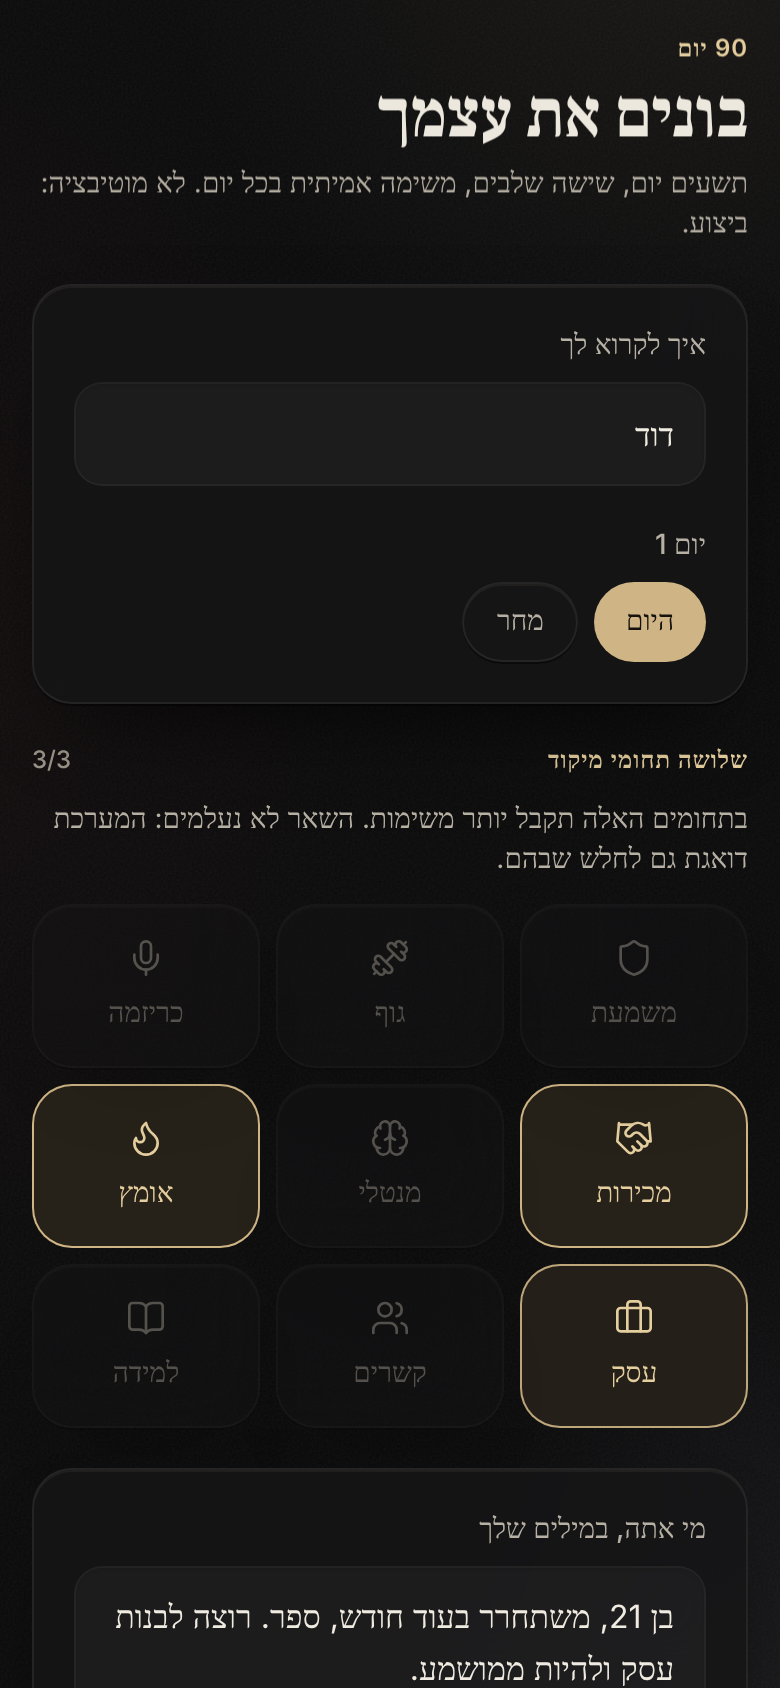 90 יום
בונים את עצמך
תשעים יום, שישה שלבים, משימה אמיתית בכל יום. לא מוטיבציה:
ביצוע.
איך לקרוא לך
דוד
יום 1
היום
מחר
שלושה תחומי מיקוד
3/3
בתחומים האלה תקבל יותר משימות. השאר לא נעלמים: המערכת
דואגת גם לחלש שבהם.
משמעת
גוף
כריזמה
מכירות
מנטלי
אומץ
עסק
קשרים
למידה
מי אתה, במילים שלך
בן 21, משתחרר בעוד חודש, ספר. רוצה לבנות
עסק ולהיות ממושמע.